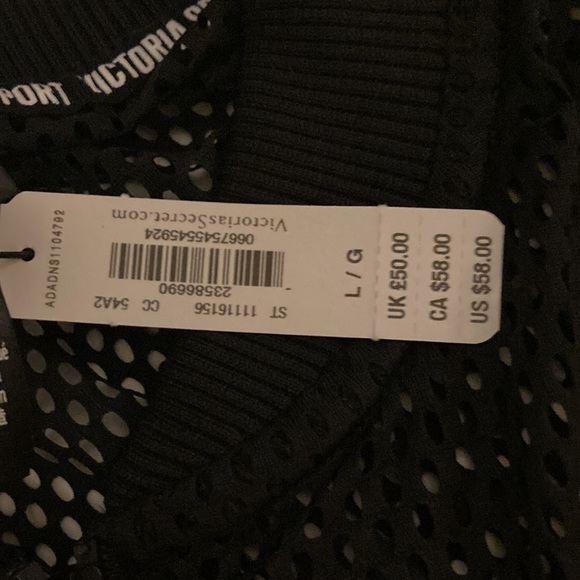 PORT VICTORIA
ADADNS1104792
ST 11116156 CC 54A2
23586690
0667545545924
VictoriasSecret.com
L / G
UK £50.00
CA $58.00
US $58.00